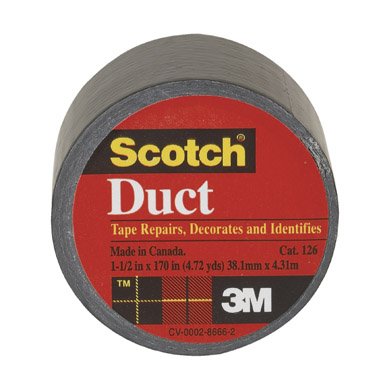 Scotch
Duct
Tape Repairs, Decorates and Identifies
Made in Canada. Cat. 126
1-1/2 in x 170 in (4.72 yds) 38.1mm x 4.31m
TM
3M
CV-0002-8666-2